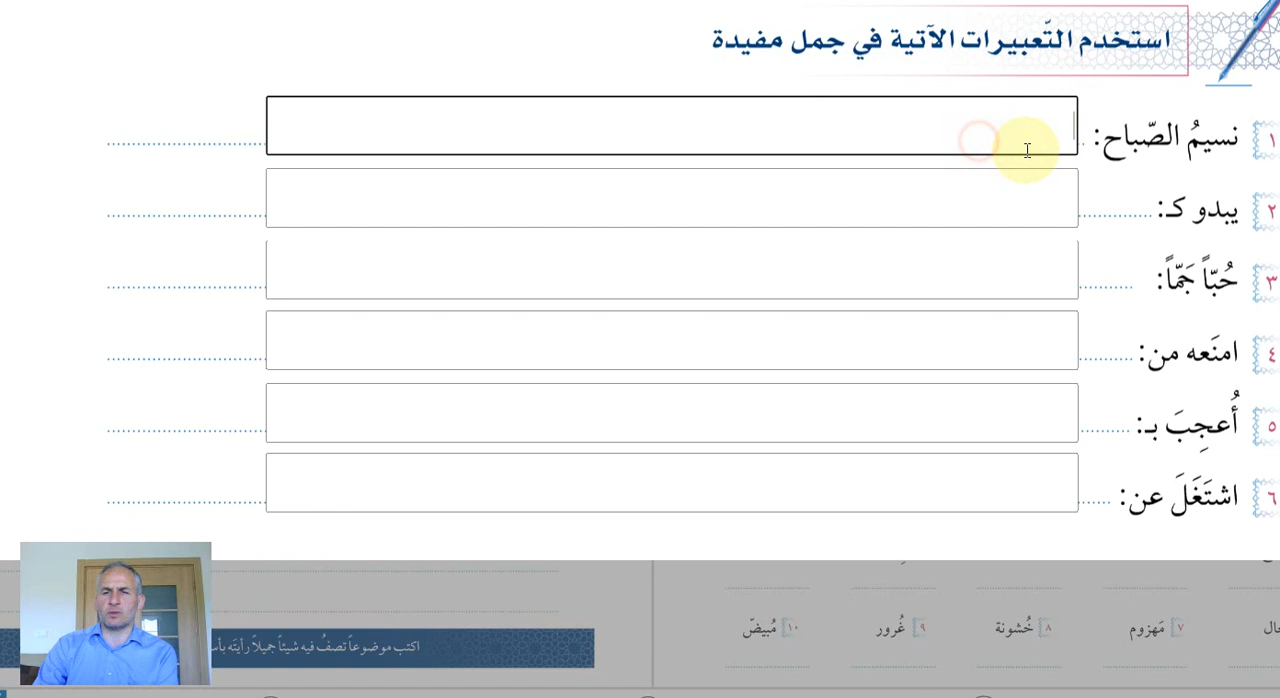 استخدم التّعبيرات الآتية في جمل مفيدة
١ نسيمُ الصّباح:
٢ يبدو كـ:
٣ حُبّاً جَمّاً:
٤ امنَعه من:
٥ أُعجِبَ بـ:
٦ اشتَغَلَ عن:
٧ مَهزوم
٨ خُشونة
٩ غُرور
١٠ مُبيضّ
اكتب موضوعاً تصفُ فيه شيئاً جميلاً رأيتَه